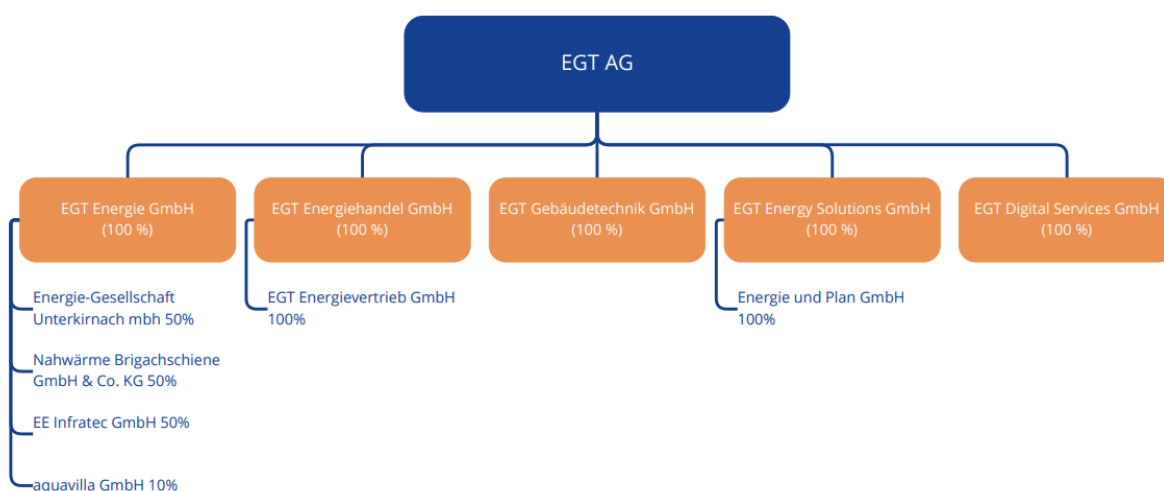 EGT AG
EGT Energie GmbH
(100 %)
EGT Energiehandel GmbH
(100 %)
EGT Gebäudetechnik GmbH
(100 %)
EGT Energy Solutions GmbH
(100 %)
EGT Digital Services GmbH
(100 %)
Energie-Gesellschaft
Unterkirnach mbh 50%
Nahwärme Brigachschiene
GmbH & Co. KG 50%
EE Infratec GmbH 50%
aquavilla GmbH 10%
EGT Energievertrieb GmbH
100%
Energie und Plan GmbH
100%